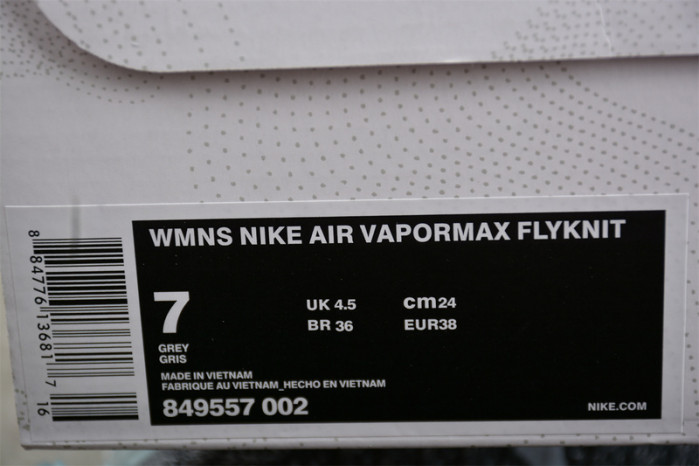 WMNS NIKE AIR VAPORMAX FLYKNIT
7
UK 4.5 cm24
BR 36 EUR38
GREY
GRIS
MADE IN VIETNAM
FABRIQUE AU VIETNAM_HECHO EN VIETNAM
849557 002
NIKE.COM
8 84776 13681 7 16